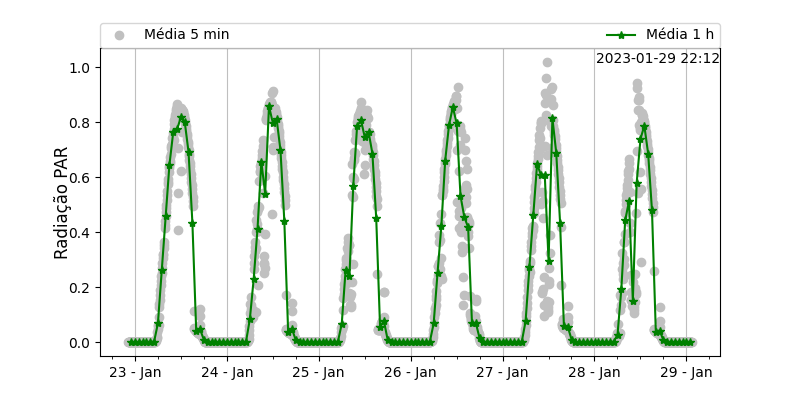 Média 5 min
Média 1 h
2023-01-29 22:12
Radiação PAR
1.0
0.8
0.6
0.4
0.2
0.0
23 - Jan
24 - Jan
25 - Jan
26 - Jan
27 - Jan
28 - Jan
29 - Jan